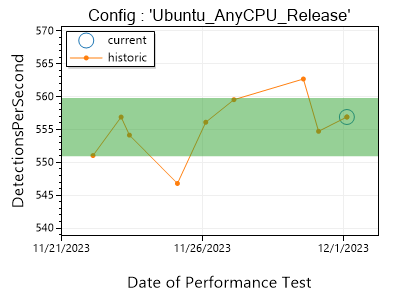 Config : 'Ubuntu_AnyCPU_Release'
current
historic
DetectionsPerSecond
570
565
560
555
550
545
540
11/21/2023
11/26/2023
12/1/2023
Date of Performance Test